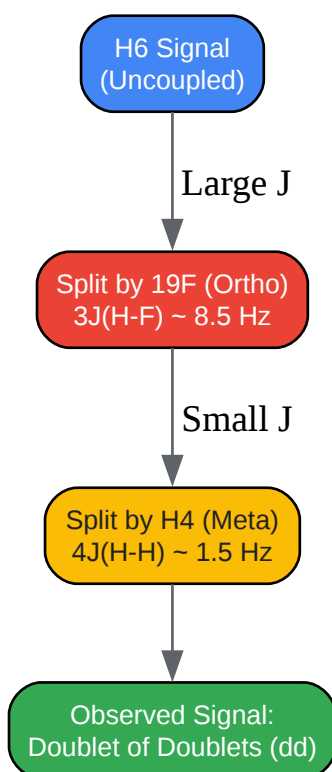 H6 Signal
(Uncoupled)
Large J
Split by 19F (Ortho)
3J(H-F) ~ 8.5 Hz
Small J
Split by H4 (Meta)
4J(H-H) ~ 1.5 Hz
Observed Signal:
Doublet of Doublets (dd)